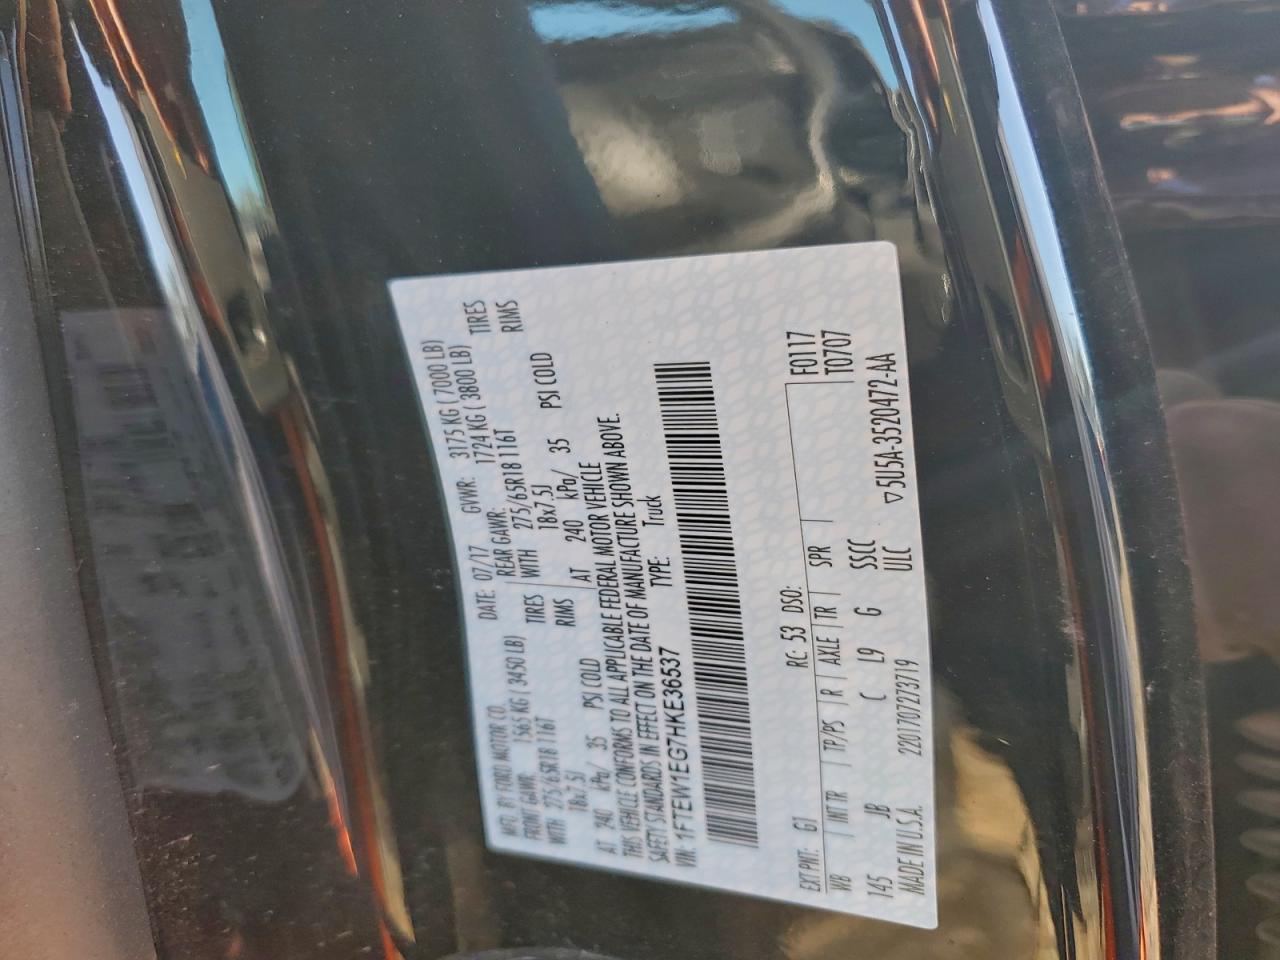 MFD. BY FORD MOTOR CO.
DATE: 07/17 GVWR: 3175 KG ( 7000 LB)
FRONT GAWR: 1565 KG ( 3450 LB) REAR GAWR: 1724 KG ( 3800 LB)
WITH 275/65R18 116T TIRES WITH 275/65R18 116T TIRES
18x7.5J RIMS 18x7.5J RIMS
AT 240 kPa/ 35 PSI COLD AT 240 kPa/ 35 PSI COLD
THIS VEHICLE CONFORMS TO ALL APPLICABLE FEDERAL MOTOR VEHICLE
SAFETY STANDARDS IN EFFECT ON THE DATE OF MANUFACTURE SHOWN ABOVE.
VIN: 1FTEW1EG7HKE36537 TYPE: Truck
EXT PNT: G1 RC: 53 DSO: F0117
WB INT TR TP/PS R AXLE TR SPR T0707
145 JB C L9 G SSCC
ULC
MADE IN U.S.A. 2201707273719 ▽5U5A-3520472-AA